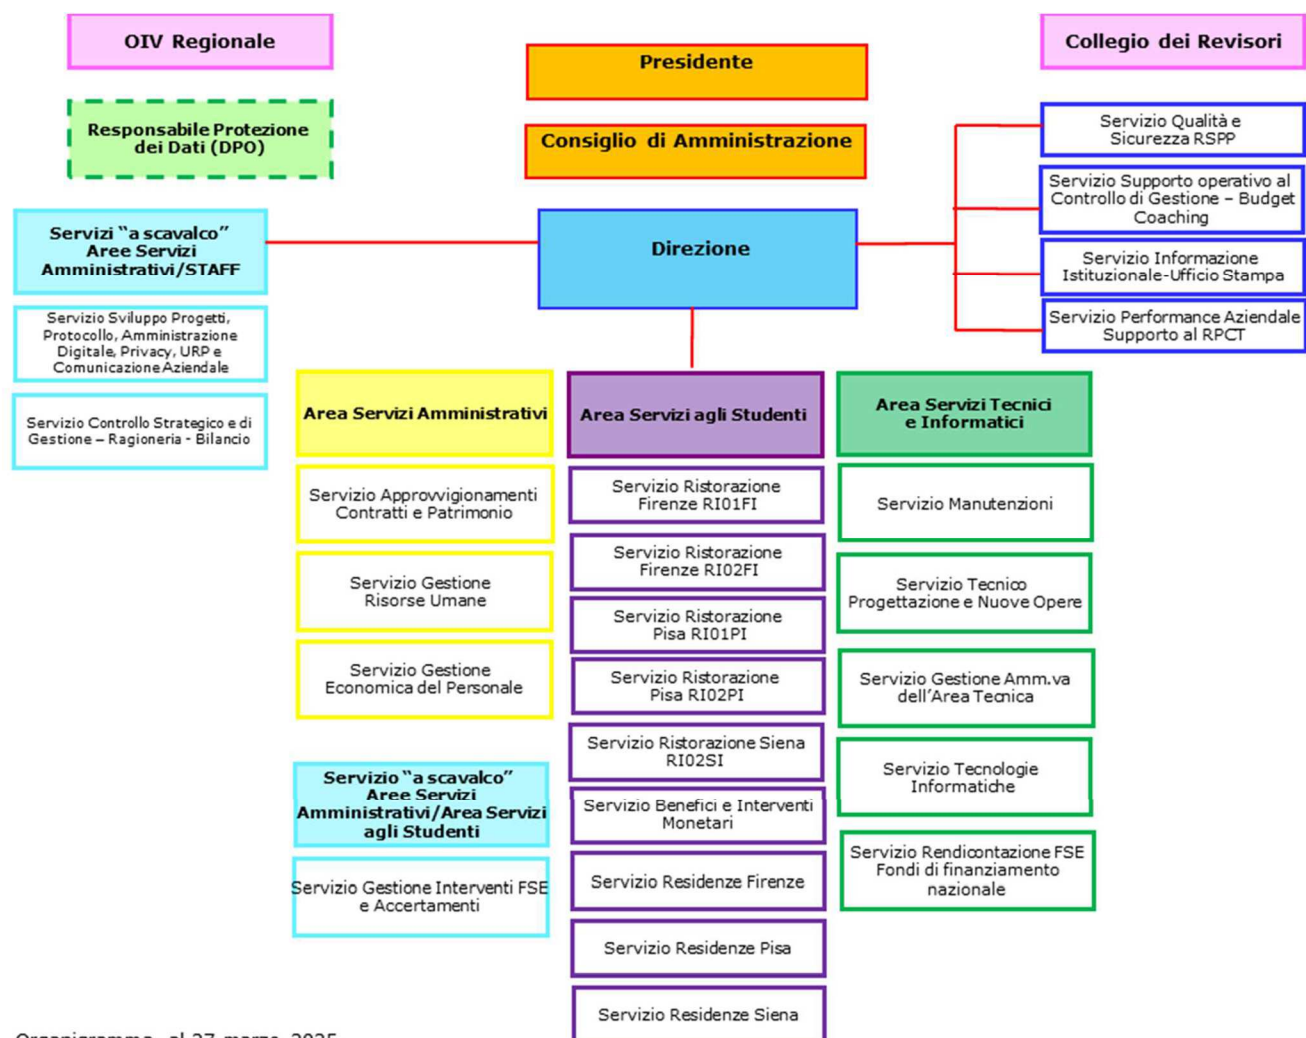 OIV Regionale
Presidente
Collegio dei Revisori
Responsabile Protezione
dei Dati (DPO)
Consiglio di Amministrazione
Servizio Qualità e
Sicurezza RSPP
Servizio Supporto operativo al
Controllo di Gestione – Budget
Coaching
Servizio Informazione
Istituzionale-Ufficio Stampa
Servizio Performance Aziendale
Supporto al RPCT
Servizi “a scavalco”
Aree Servizi
Amministrativi/STAFF
Direzione
Servizio Sviluppo Progetti,
Protocollo, Amministrazione
Digitale, Privacy, URP e
Comunicazione Aziendale
Servizio Controllo Strategico e di
Gestione – Ragioneria - Bilancio
Area Servizi Amministrativi
Servizio Approvvigionamenti
Contratti e Patrimonio
Servizio Gestione
Risorse Umane
Servizio Gestione
Economica del Personale
Servizio “a scavalco”
Aree Servizi
Amministrativi/Area Servizi
agli Studenti
Servizio Gestione Interventi FSE
e Accertamenti
Area Servizi agli Studenti
Servizio Ristorazione
Firenze RI01FI
Servizio Ristorazione
Firenze RI02FI
Servizio Ristorazione
Pisa RI01PI
Servizio Ristorazione
Pisa RI02PI
Servizio Ristorazione Siena
RI02SI
Servizio Benefici e Interventi
Monetari
Servizio Residenze Firenze
Servizio Residenze Pisa
Servizio Residenze Siena
Area Servizi Tecnici
e Informatici
Servizio Manutenzioni
Servizio Tecnico
Progettazione e Nuove Opere
Servizio Gestione Amm.va
dell’Area Tecnica
Servizio Tecnologie
Informatiche
Servizio Rendicontazione FSE
Fondi di finanziamento
nazionale
Organigramma al 27 marzo 2025